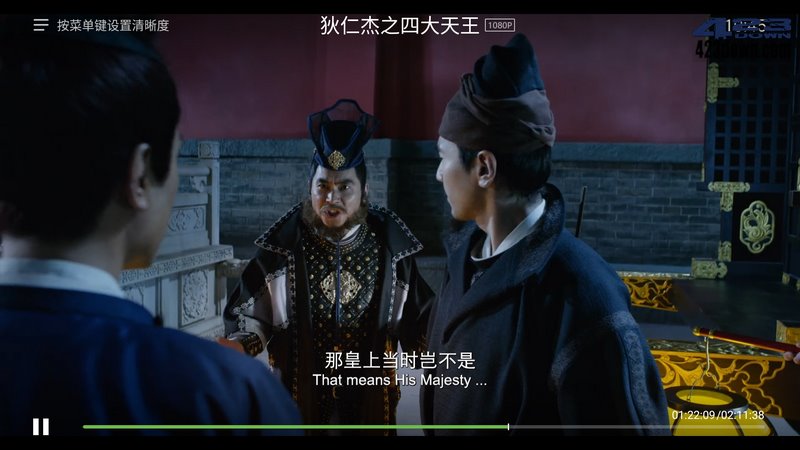 按菜单键设置清晰度
狄仁杰之四大天王 1080P
那皇上当时岂不是
That means His Majesty ...
01:22:09/02:11:38